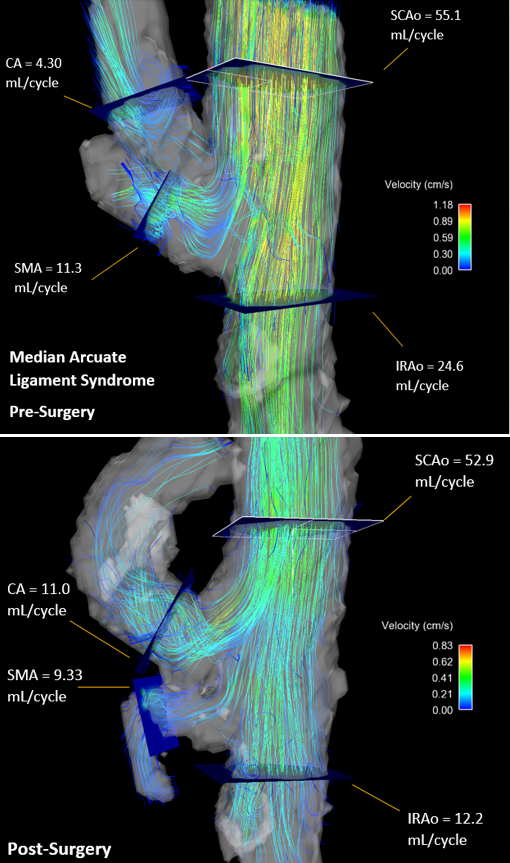 SCAo = 55.1
mL/cycle
CA = 4.30
mL/cycle
Velocity (cm/s)
1.18
0.89
0.59
0.30
0.00
SMA = 11.3
mL/cycle
Median Arcuate
Ligament Syndrome
Pre-Surgery
IRAo = 24.6
mL/cycle
SCAo = 52.9
mL/cycle
CA = 11.0
mL/cycle
Velocity (cm/s)
0.83
0.62
0.41
0.21
0.00
SMA = 9.33
mL/cycle
IRAo = 12.2
mL/cycle
Post-Surgery